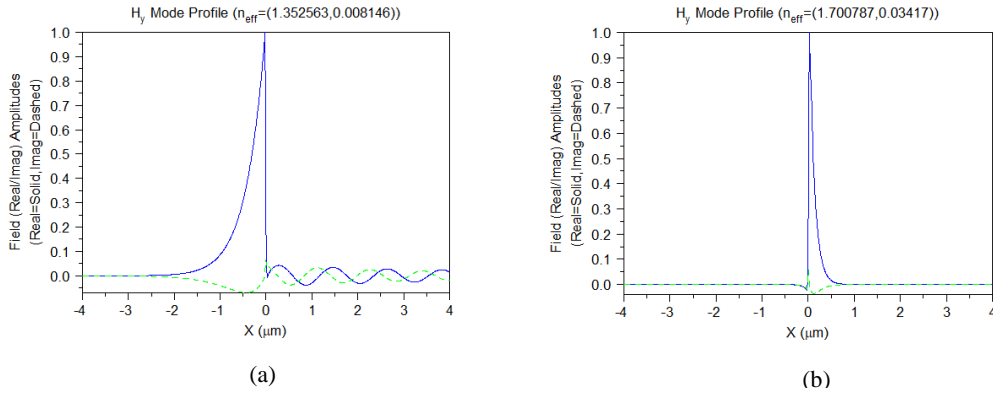 H_y Mode Profile (n_eff=(1.352563,0.008146))
Field (Real/Imag) Amplitudes
(Real=Solid,Imag=Dashed)
1.0
0.9
0.8
0.7
0.6
0.5
0.4
0.3
0.2
0.1
0.0
-4 -3 -2 -1 0 1 2 3 4
X (μm)
(a)
H_y Mode Profile (n_eff=(1.700787,0.03417))
Field (Real/Imag) Amplitudes
(Real=Solid,Imag=Dashed)
1.0
0.9
0.8
0.7
0.6
0.5
0.4
0.3
0.2
0.1
0.0
-4 -3 -2 -1 0 1 2 3 4
X (μm)
(b)